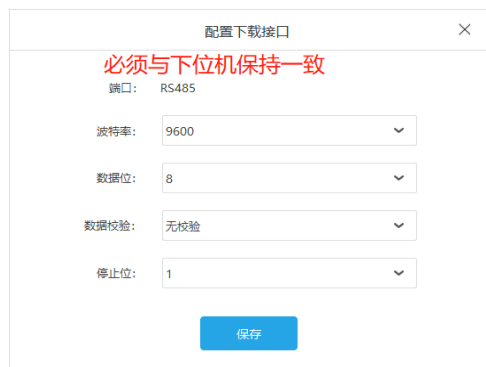 配置下载接口
必须与下位机保持一致
端口： RS485
波特率： 9600
数据位： 8
数据校验： 无校验
停止位： 1
保存